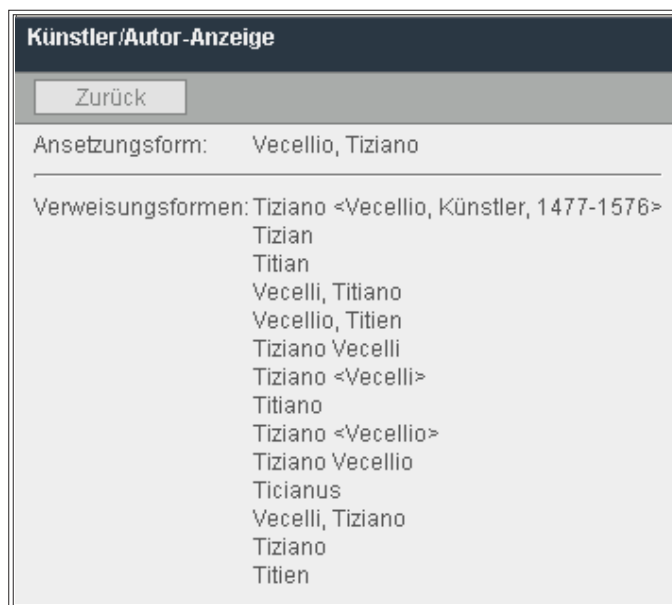 Künstler/Autor-Anzeige
Zurück
Ansetzungsform: Vecellio, Tiziano
Verweisungsformen: Tiziano <Vecellio, Künstler, 1477-1576>
Tizian
Titian
Vecelli, Titiano
Vecellio, Titien
Tiziano Vecelli
Tiziano <Vecelli>
Titiano
Tiziano <Vecellio>
Tiziano Vecellio
Ticianus
Vecelli, Tiziano
Tiziano
Titien